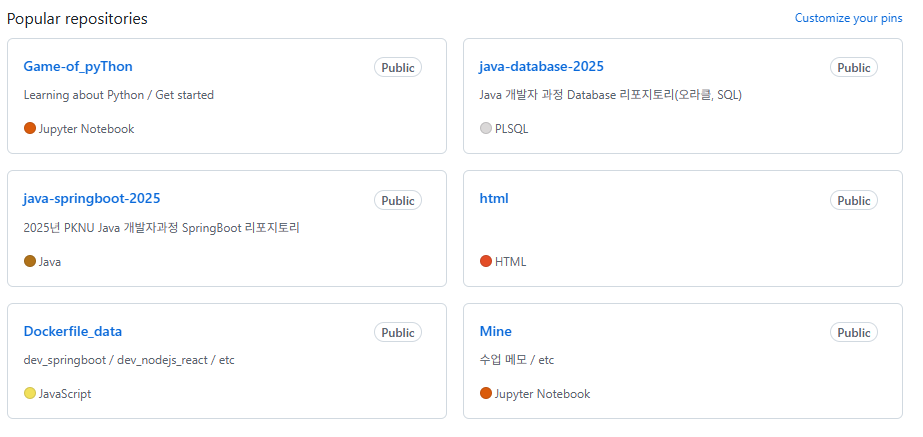 Popular repositories
Customize your pins
Game-of_pyThon
Public
Learning about Python / Get started
Jupyter Notebook
java-database-2025
Public
Java 개발자 과정 Database 리포지토리(오라클, SQL)
PLSQL
java-springboot-2025
Public
2025년 PKNU Java 개발자과정 SpringBoot 리포지토리
Java
html
Public
HTML
Dockerfile_data
Public
dev_springboot / dev_nodejs_react / etc
JavaScript
Mine
Public
수업 메모 / etc
Jupyter Notebook